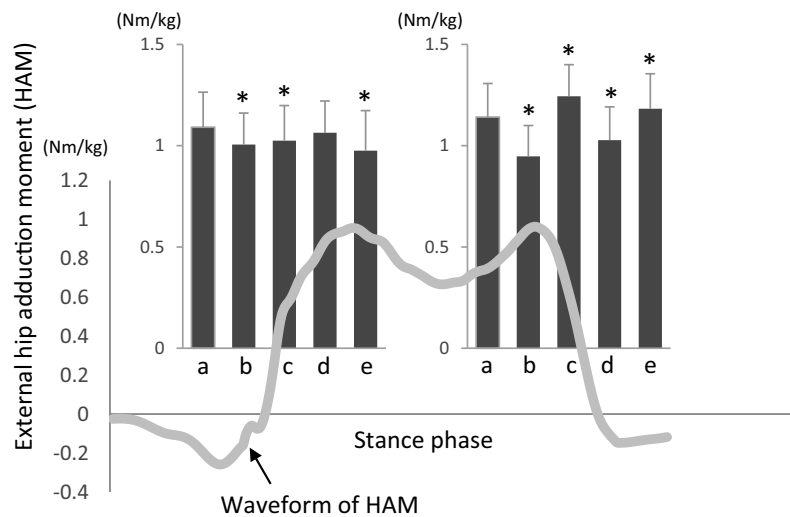 (Nm/kg)
(Nm/kg)
1.5
1
0.5
0
* * *
a b c d e
1.5
1
0.5
0
* * * *
a b c d e
External hip adduction moment (HAM)
(Nm/kg)
1.2
1
0.8
0.6
0.4
0.2
0
-0.2
-0.4
Stance phase
Waveform of HAM